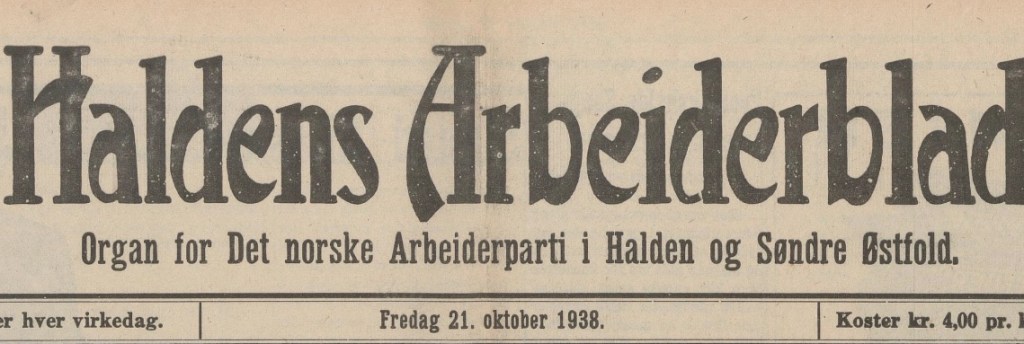 Haldens Arbeiderblad
Organ for Det norske Arbeiderparti i Halden og Søndre Østfold.
hver virkedag.
Fredag 21. oktober 1938.
Koster kr. 4,00 pr.